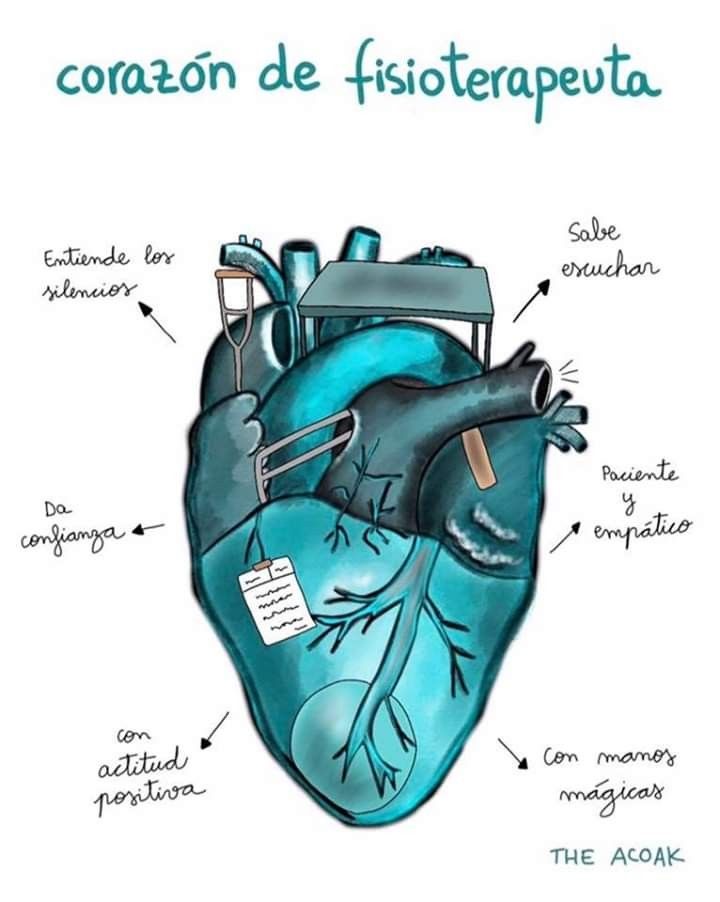 corazón de fisioterapeuta
Entiende los
silencios
Sabe
escuchar
Da
confianza
Paciente
y
empático
con
actitud
positiva
Con manos
mágicas
THE ACOAK